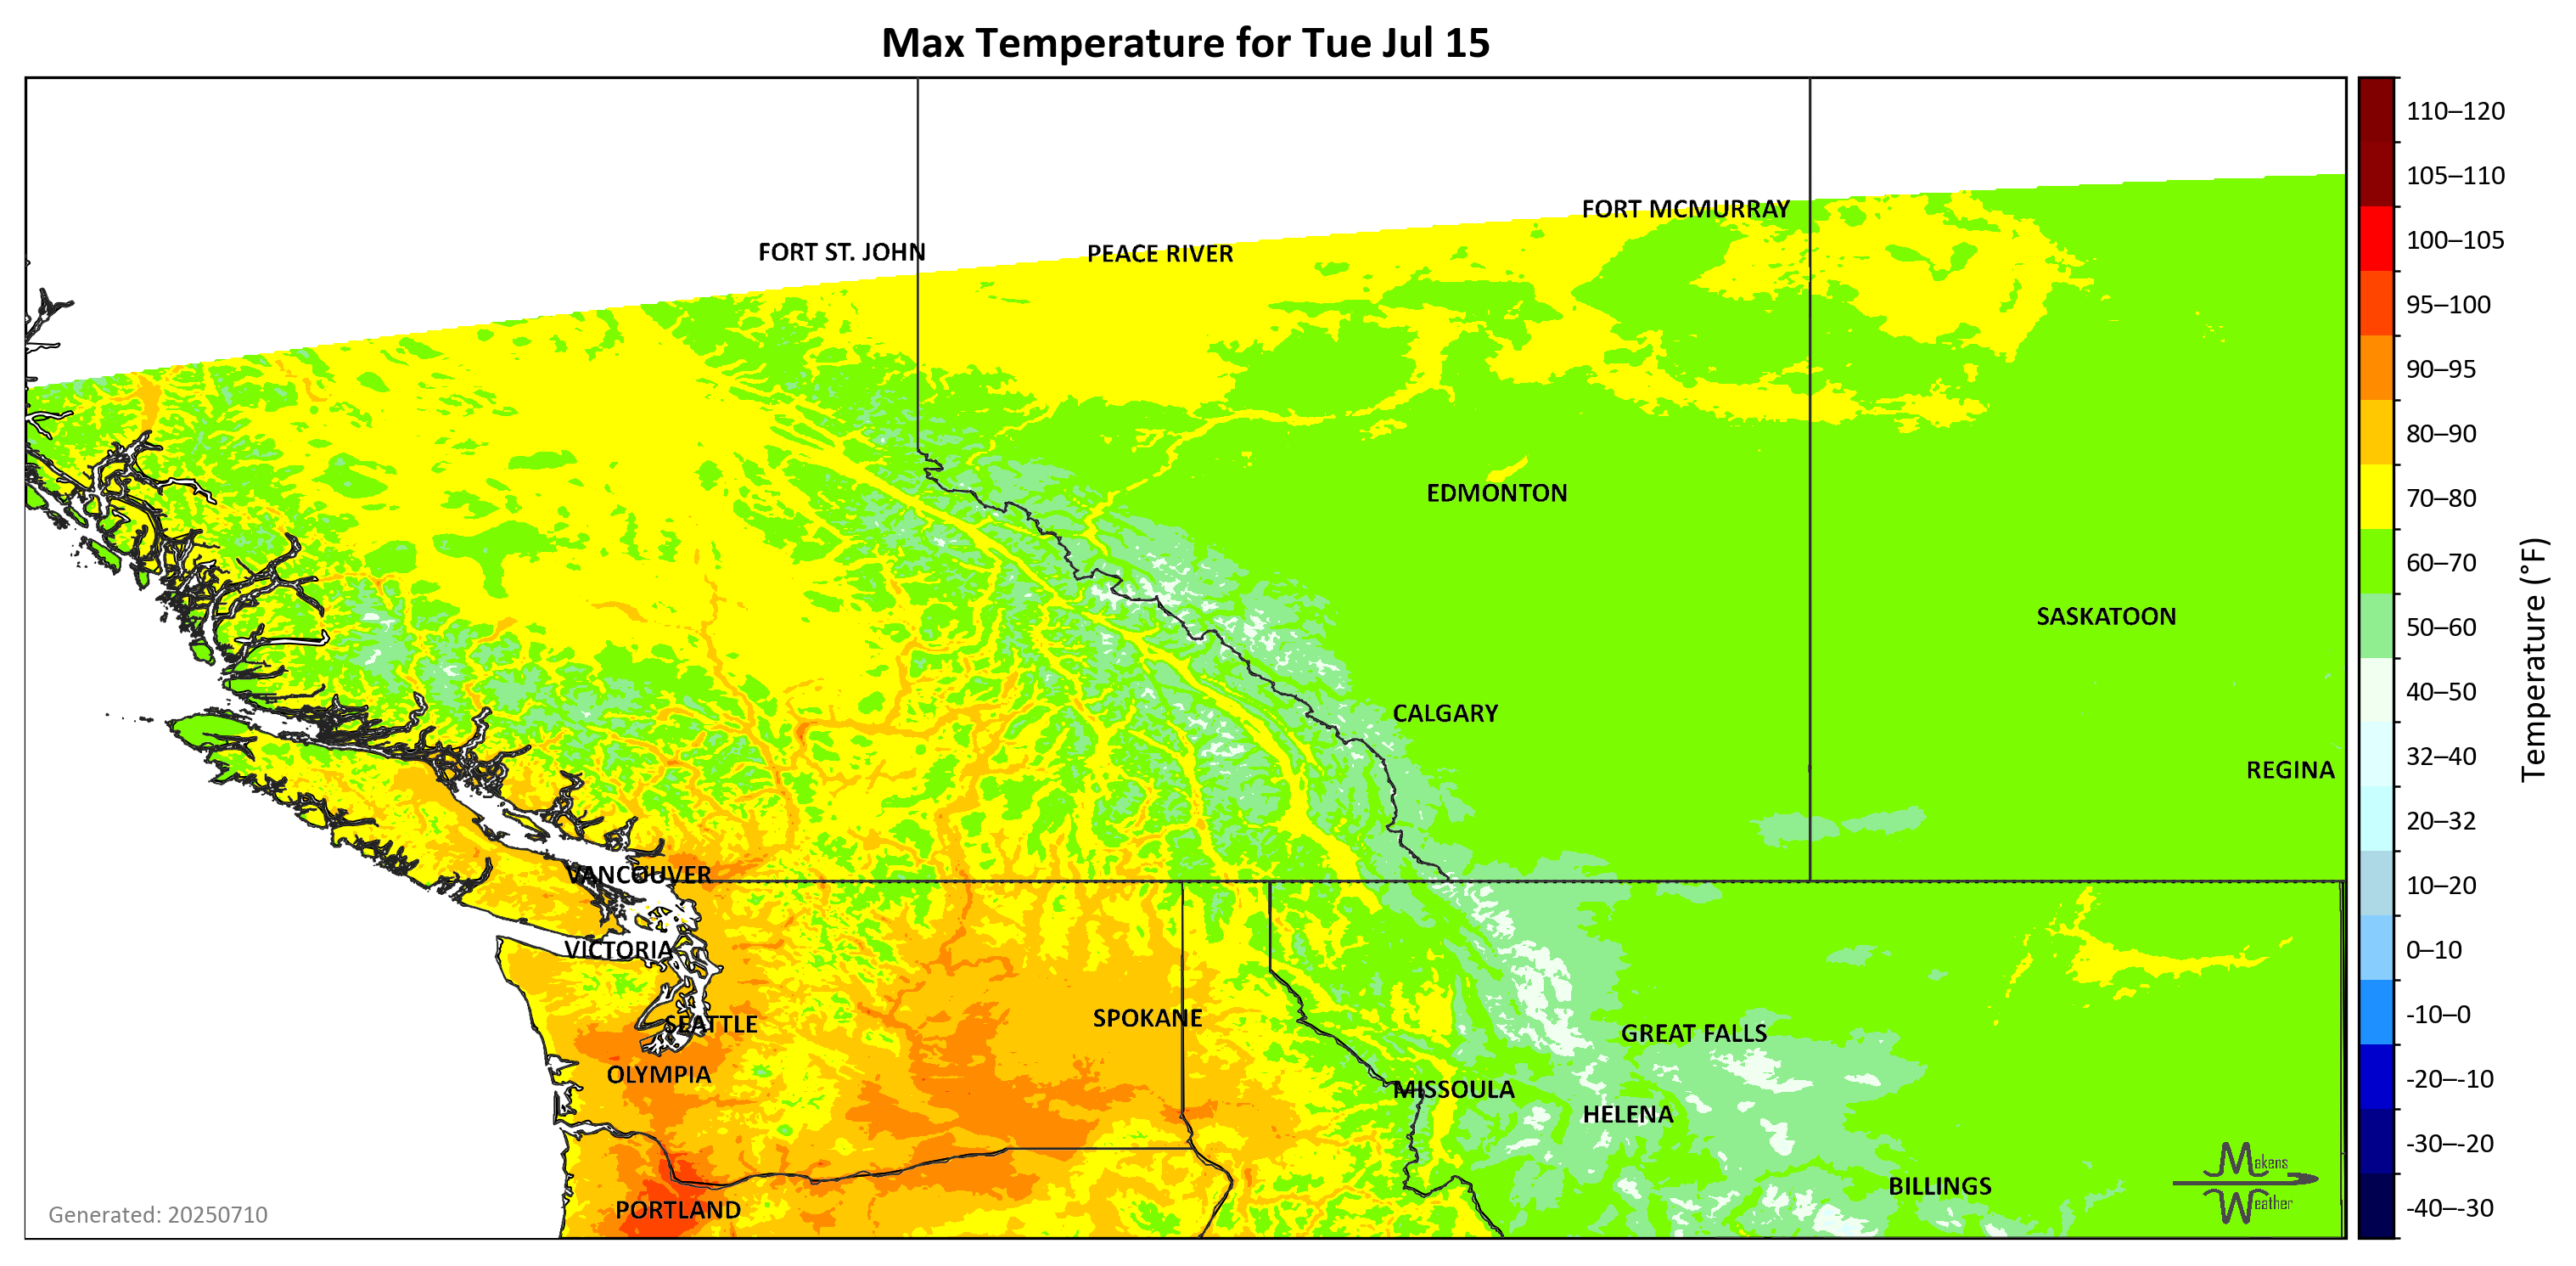 Max Temperature for Tue Jul 15
110–120
105–110
100–105
95–100
90–95
80–90
70–80
60–70
50–60
40–50
32–40
20–32
10–20
0–10
-10–0
-20–-10
-30–-20
-40–-30
Temperature (°F)
FORT MCMURRAY
FORT ST. JOHN
PEACE RIVER
EDMONTON
SASKATOON
CALGARY
REGINA
VANCOUVER
VICTORIA
SEATTLE
SPOKANE
GREAT FALLS
OLYMPIA
MISSOULA
HELENA
BILLINGS
PORTLAND
Makens
Weather
Generated: 20250710